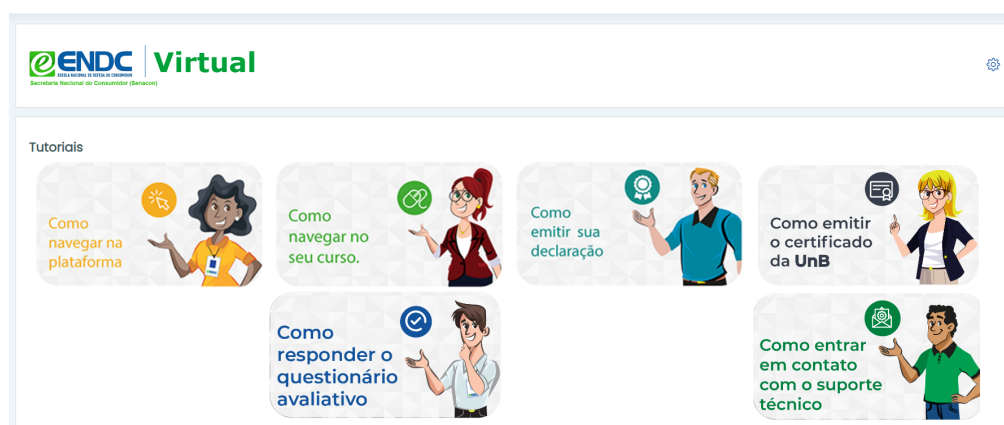 ENDC Virtual
ESCOLA NACIONAL DE DEFESA DO CONSUMIDOR
Secretaria Nacional do Consumidor (Senacon)
Tutoriais
Como
navegar na
plataforma
Como
navegar no
seu curso.
Como
emitir sua
declaração
Como emitir
o certificado
da UnB
Como
responder o
questionário
avaliativo
Como entrar
em contato
com o suporte
técnico